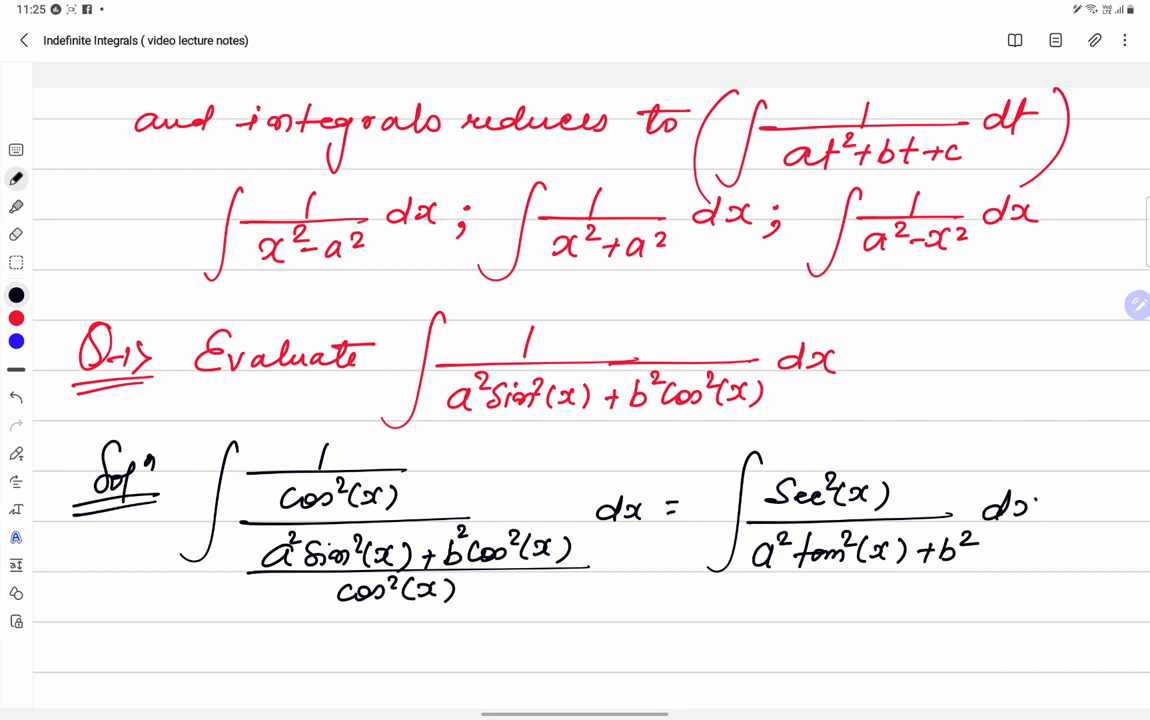 11:25
Indefinite Integrals ( video lecture notes)
and integrals reduces to (∫ 1/(at²+bt+c) dt)
∫ 1/(x²-a²) dx ; ∫ 1/(x²+a²) dx ; ∫ 1/(a²-x²) dx
Q-1> Evaluate ∫ 1/(a²Sin²(x) + b²Cos²(x)) dx
Solⁿ ∫ (1/cos²(x))/((a²Sin²(x) + b²Cos²(x))/cos²(x)) dx = ∫ Sec²(x)/(a²tan²(x) + b²) dx